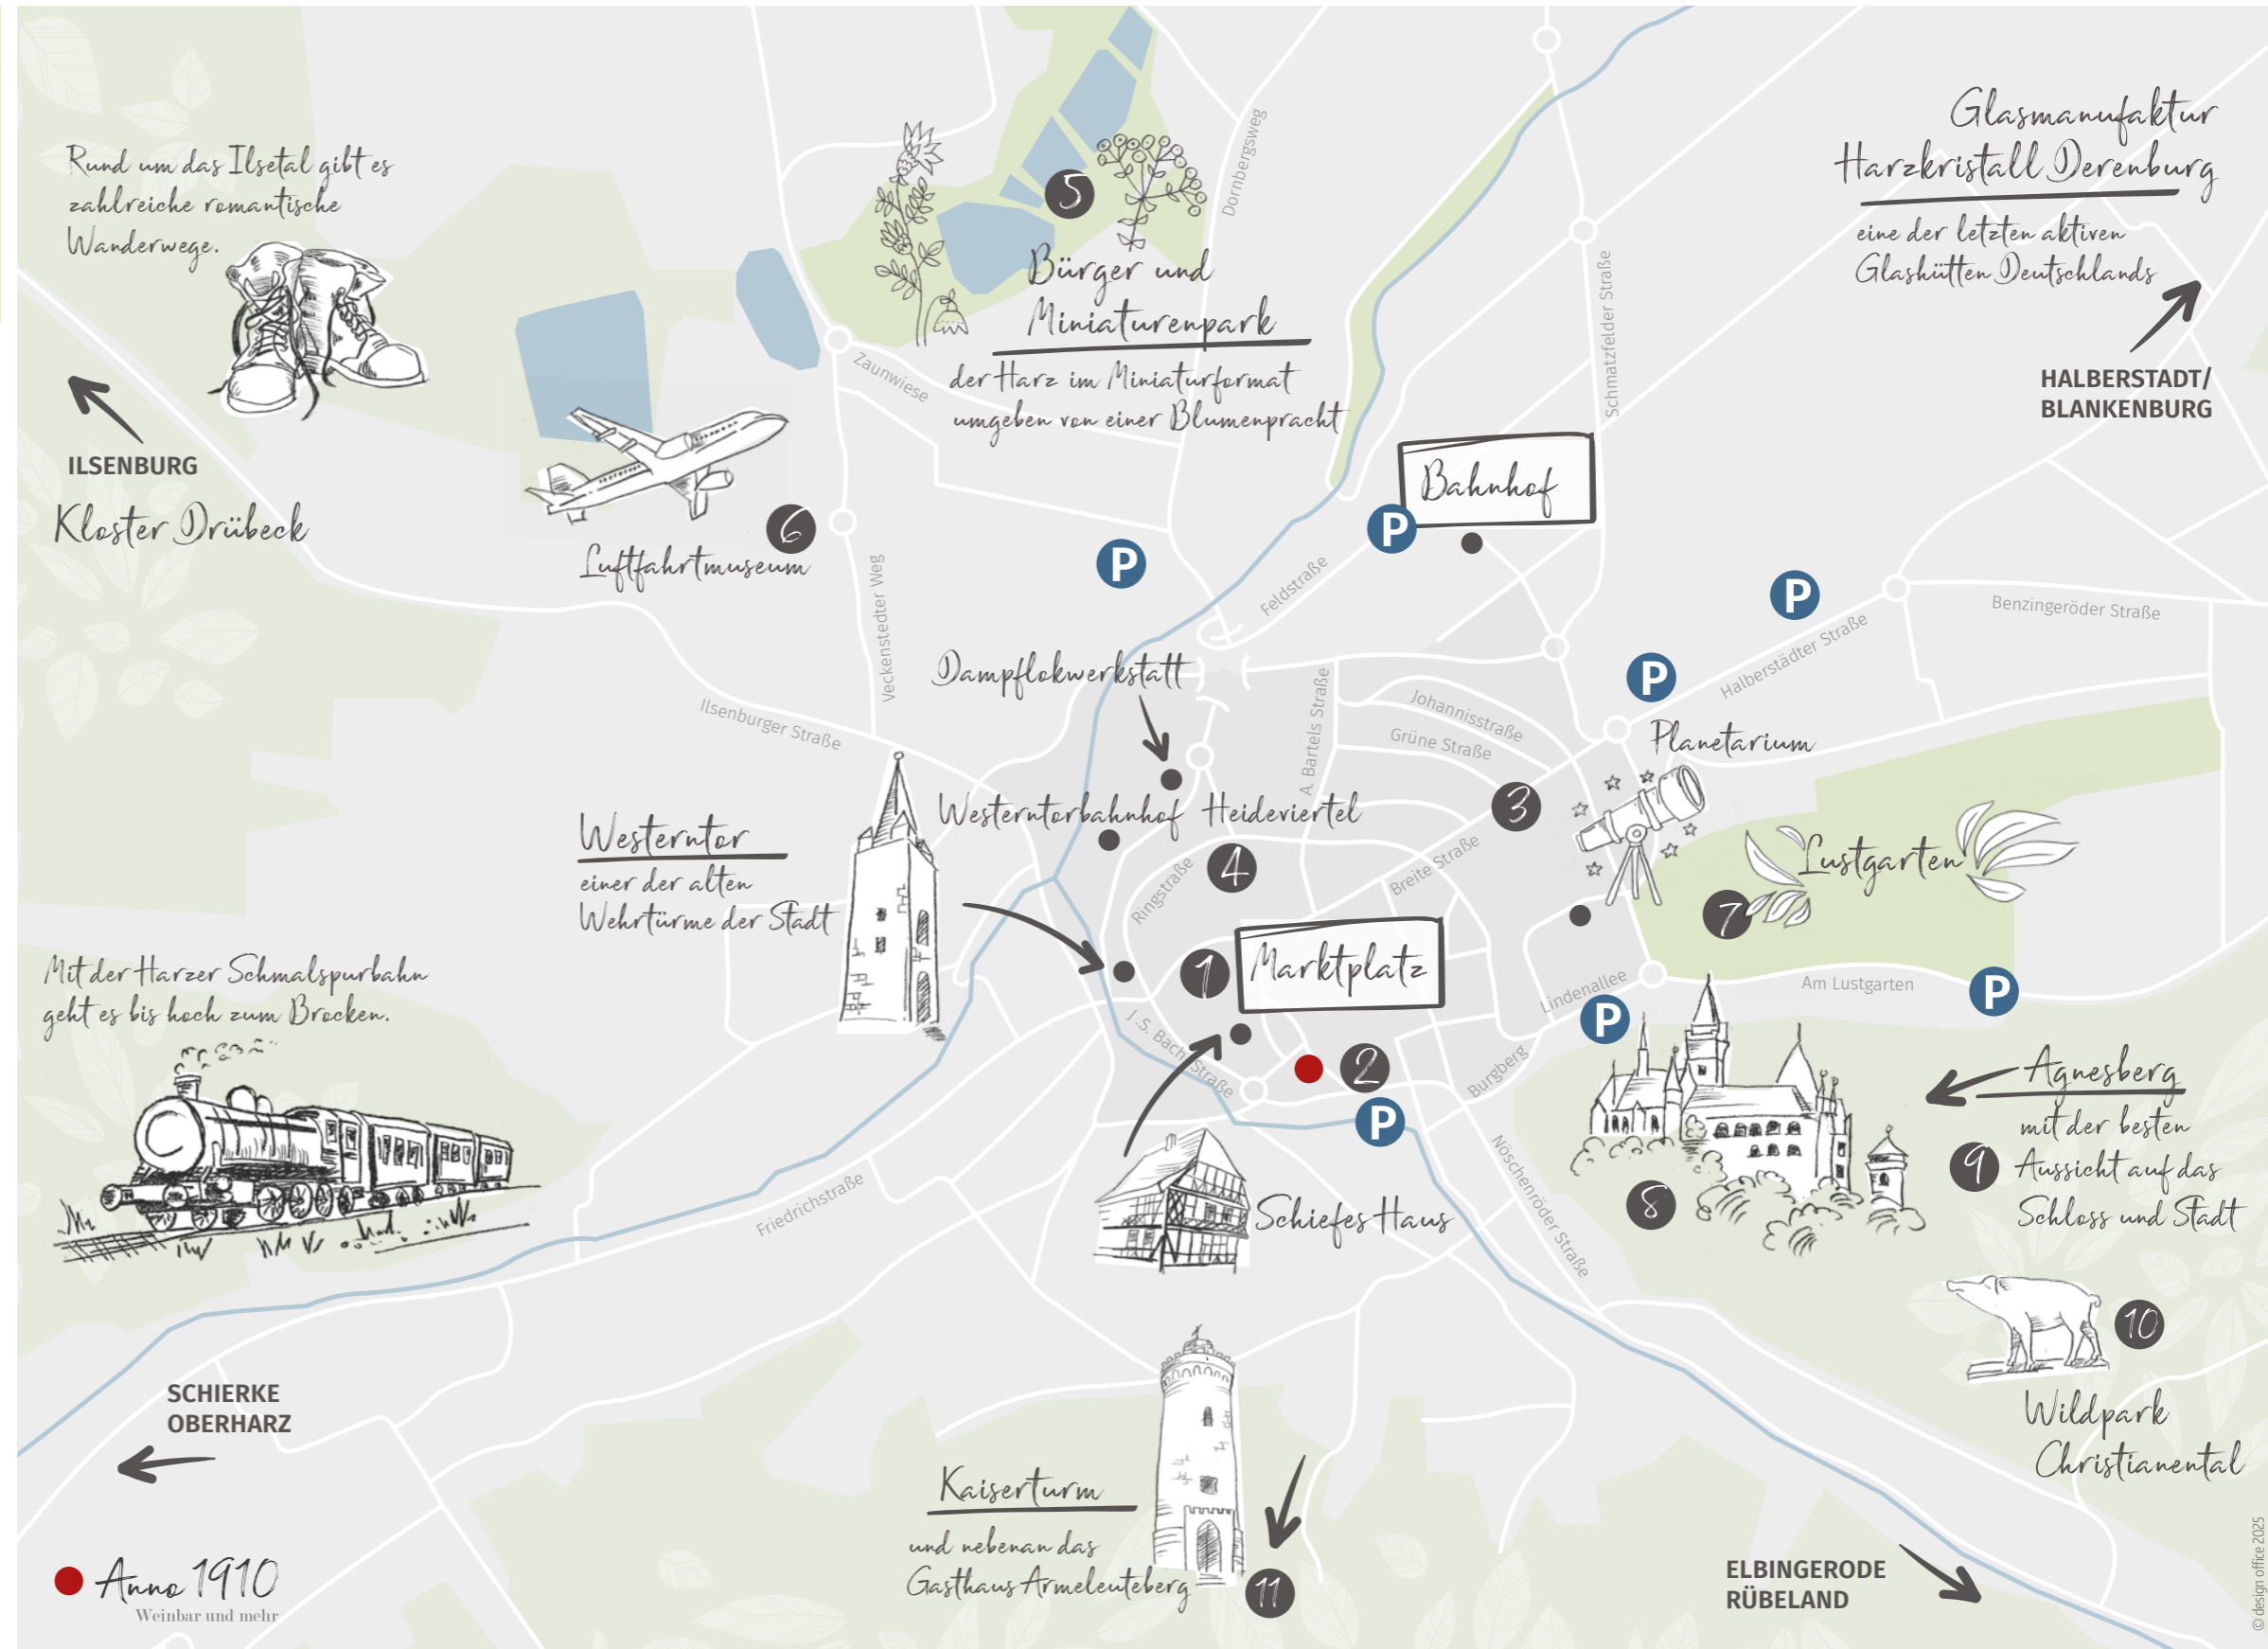 Rund um das Ilsetal gibt es
zahlreiche romantische
Wanderwege.
ILSENBURG
Kloster Drübeck
5
Bürger und
Miniaturenpark
der Harz im Miniaturformat
umgeben von einer Blumenpracht
Dornbergsweg
Zaunwiese
Schmatzfelder Straße
Glasmanufaktur
Harzkristall Derenburg
eine der letzten aktiven
Glashütten Deutschlands
HALBERSTADT/
BLANKENBURG
6
Luftfahrtmuseum
Veckenstedter Weg
P
P
Bahnhof
Feldstraße
P
P
Benzingeröder Straße
Halberstädter Straße
Ilsenburger Straße
Dampflokwerkstatt
Westerntorbahnhof
Heideviertel
4
A. Bartels Straße
Johannisstraße
Grüne Straße
3
Breite Straße
Ringstraße
Planetarium
Lustgarten
7
Westerntor
einer der alten
Wehrtürme der Stadt
1
Marktplatz
Lindenallee
Am Lustgarten
P
P
Mit der Harzer Schmalspurbahn
geht es bis hoch zum Brocken.
J.S. Bach Straße
2
P
Burgberg
Nöschenröder Straße
Schiefes Haus
Friedrichstraße
8
Agnesberg
mit der besten
9
Aussicht auf das
Schloss und Stadt
10
Wildpark
Christianental
SCHIERKE
OBERHARZ
Kaiserturm
und nebenan das
Gasthaus Armeleuteberg
11
ELBINGERODE
RÜBELAND
Anno 1910
Weinbar und mehr
© design office 2025